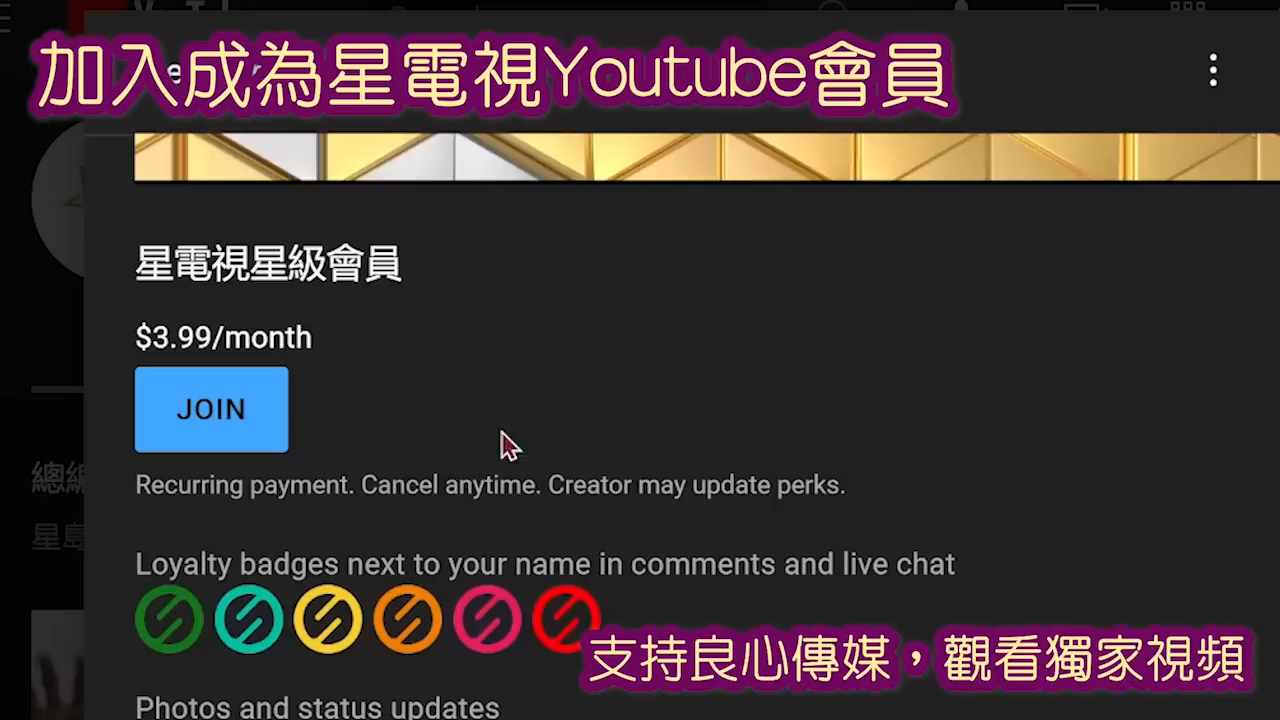 加入成為星電視Youtube會員
星電視星級會員
$3.99/month
JOIN
Recurring payment. Cancel anytime. Creator may update perks.
總
星島
Loyalty badges next to your name in comments and live chat
支持良心傳媒，觀看獨家視頻
Photos and status updates